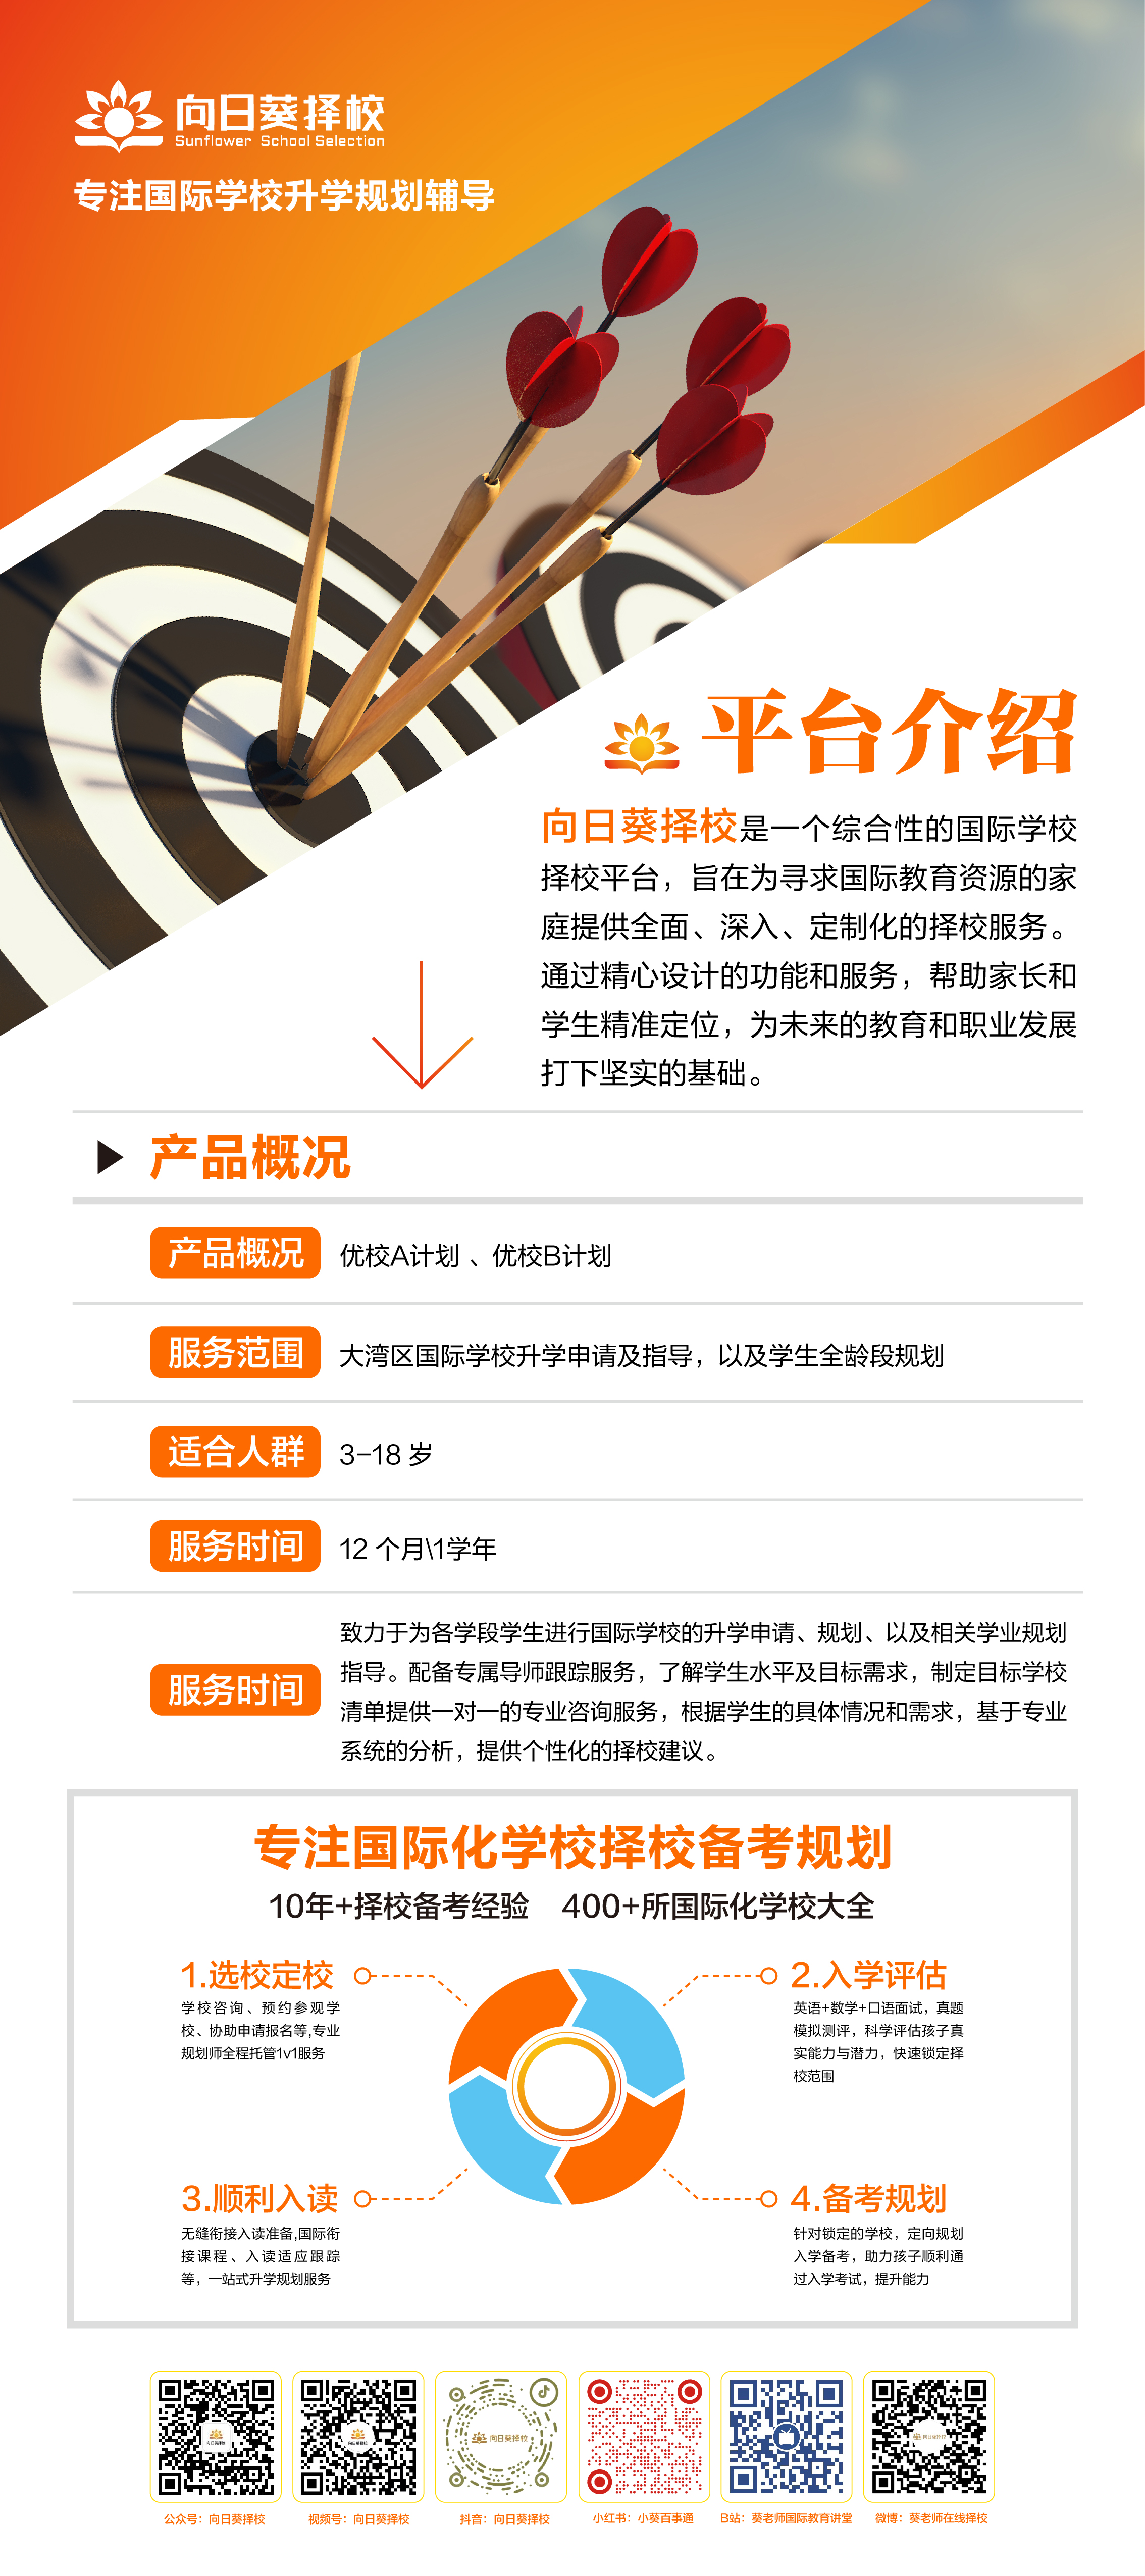 向日葵择校
Sunflower School Selection
专注国际学校升学规划辅导
平台介绍
向日葵择校是一个综合性的国际学校
择校平台，旨在为寻求国际教育资源的家
庭提供全面、深入、定制化的择校服务。
通过精心设计的功能和服务，帮助家长和
学生精准定位，为未来的教育和职业发展
打下坚实的基础。
产品概况
产品概况 优校A计划 、优校B计划
服务范围 大湾区国际学校升学申请及指导，以及学生全龄段规划
适合人群 3-18 岁
服务时间 12 个月\1学年
致力于为各学段学生进行国际学校的升学申请、规划、以及相关学业规划
指导。配备专属导师跟踪服务，了解学生水平及目标需求，制定目标学校
服务时间
清单提供一对一的专业咨询服务，根据学生的具体情况和需求，基于专业
系统的分析，提供个性化的择校建议。
专注国际化学校择校备考规划
10年+择校备考经验 400+所国际化学校大全
1.选校定校
学校咨询、预约参观学
校、协助申请报名等,专业
规划师全程托管1v1服务
2.入学评估
英语+数学+口语面试，真题
模拟测评，科学评估孩子真
实能力与潜力，快速锁定择
校范围
3.顺利入读
无缝衔接入读准备,国际衔
接课程、入读适应跟踪
等，一站式升学规划服务
4.备考规划
针对锁定的学校，定向规划
入学备考，助力孩子顺利通
过入学考试，提升能力
向日葵择校
向日葵择校
向日葵择校
向日葵择校
公众号：向日葵择校
视频号：向日葵择校
抖音：向日葵择校
小红书：小葵百事通
B站：葵老师国际教育讲堂
微博：葵老师在线择校